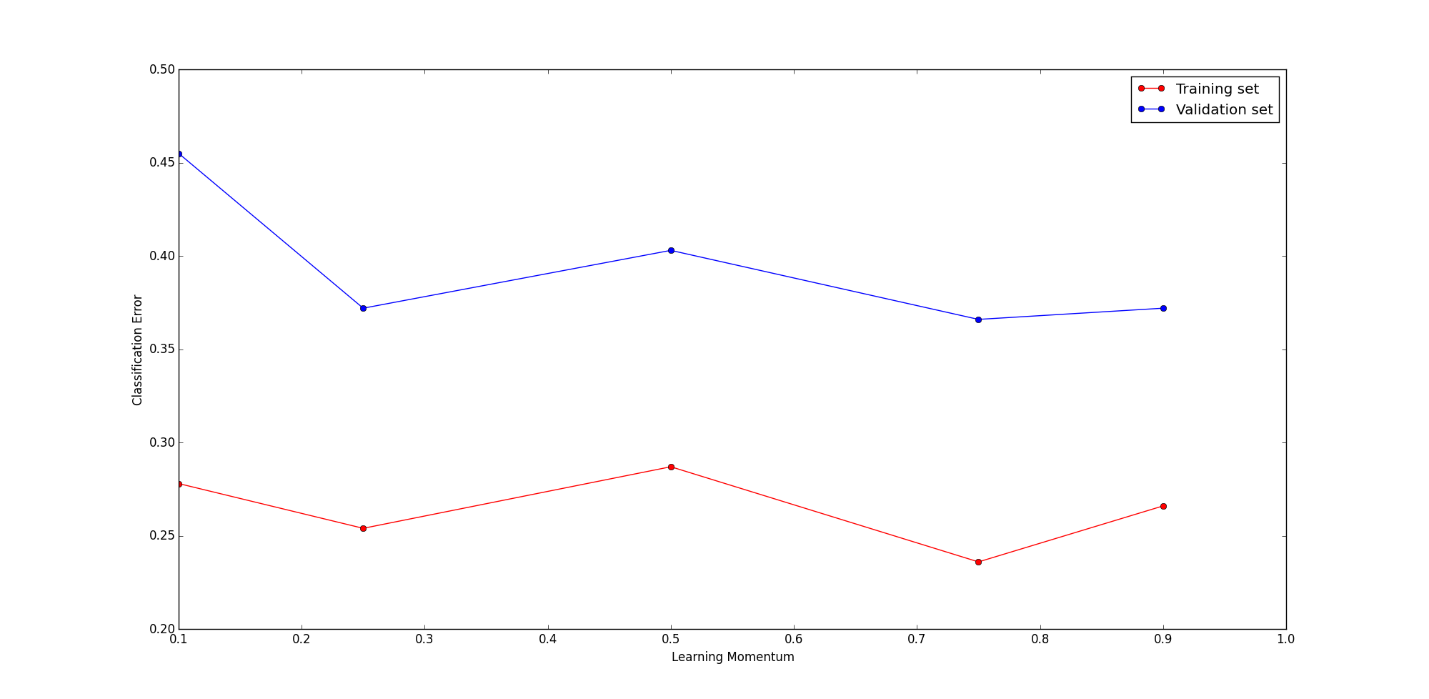 0.50
Training set
Validation set
0.45
0.40
Classification Error
0.35
0.30
0.25
0.20
0.1 0.2 0.3 0.4 0.5 0.6 0.7 0.8 0.9 1.0
Learning Momentum